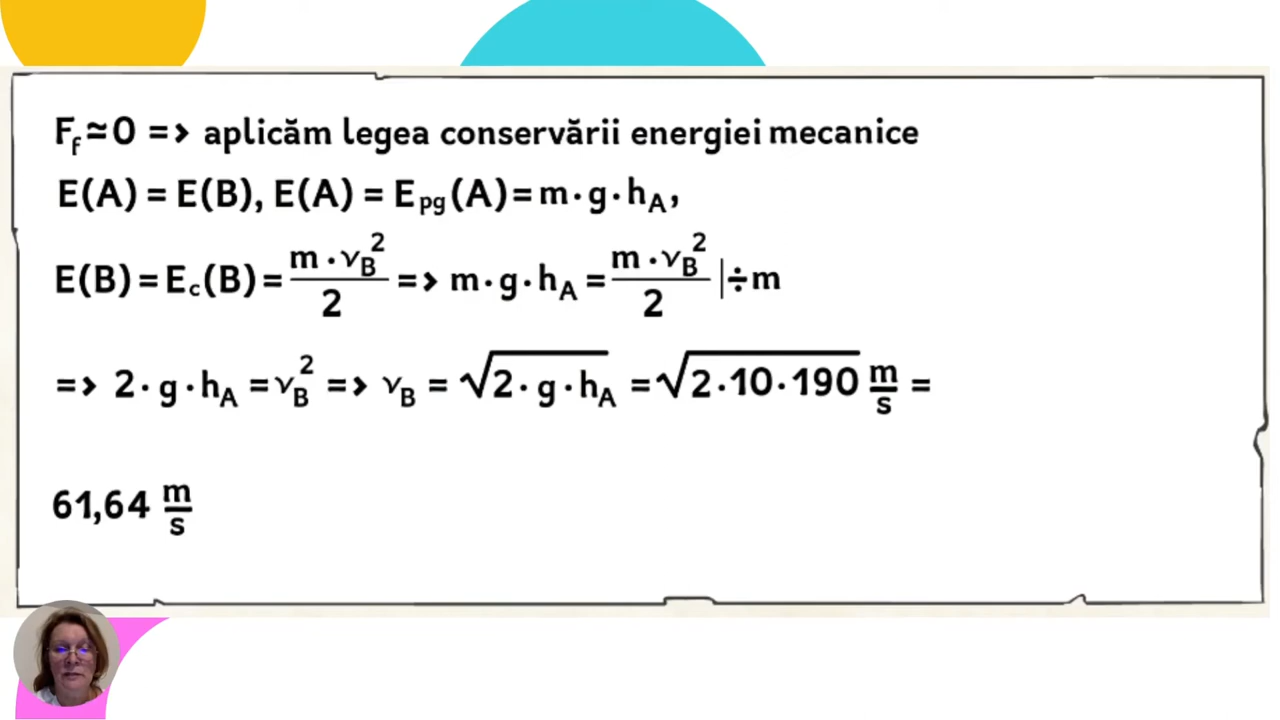 F_f ≃ 0 => aplicăm legea conservării energiei mecanice
E(A) = E(B), E(A) = E_pg(A) = m·g·h_A,
E(B) = E_c(B) = (m·v_B²)/2 => m·g·h_A = (m·v_B²)/2 |÷m
=> 2·g·h_A = v_B² => v_B = √(2·g·h_A) = √(2·10·190) m/s =
61,64 m/s